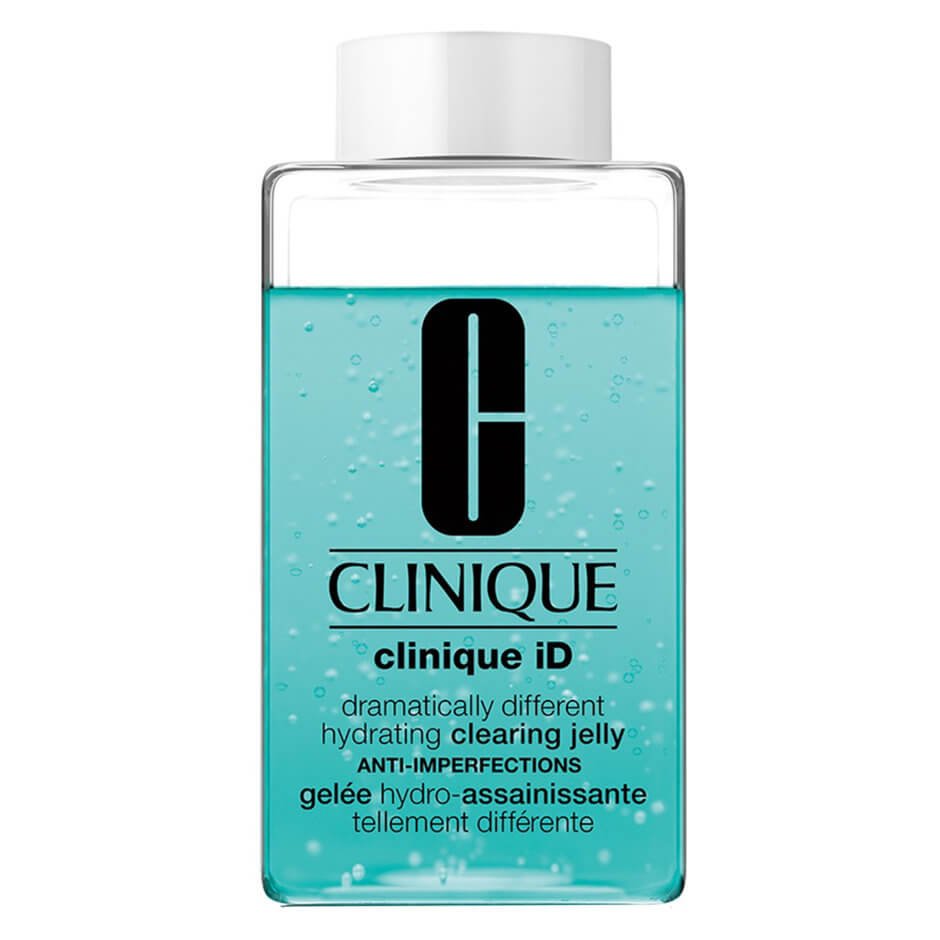 C
CLINIQUE
clinique iD
dramatically different
hydrating clearing jelly
ANTI-IMPERFECTIONS
gelée hydro-assainissante
tellement différente